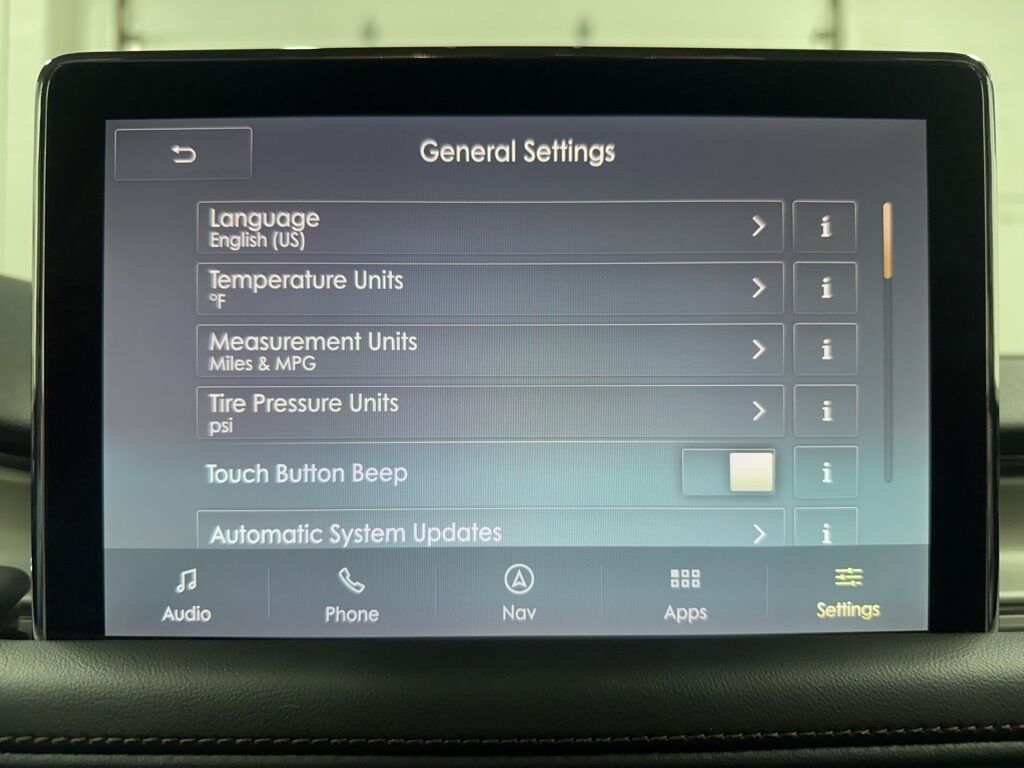 General Settings
Language
English (US)
i
Temperature Units
°F
i
Measurement Units
Miles & MPG
i
Tire Pressure Units
psi
i
Touch Button Beep
i
Automatic System Updates
i
Audio
Phone
Nav
Apps
Settings